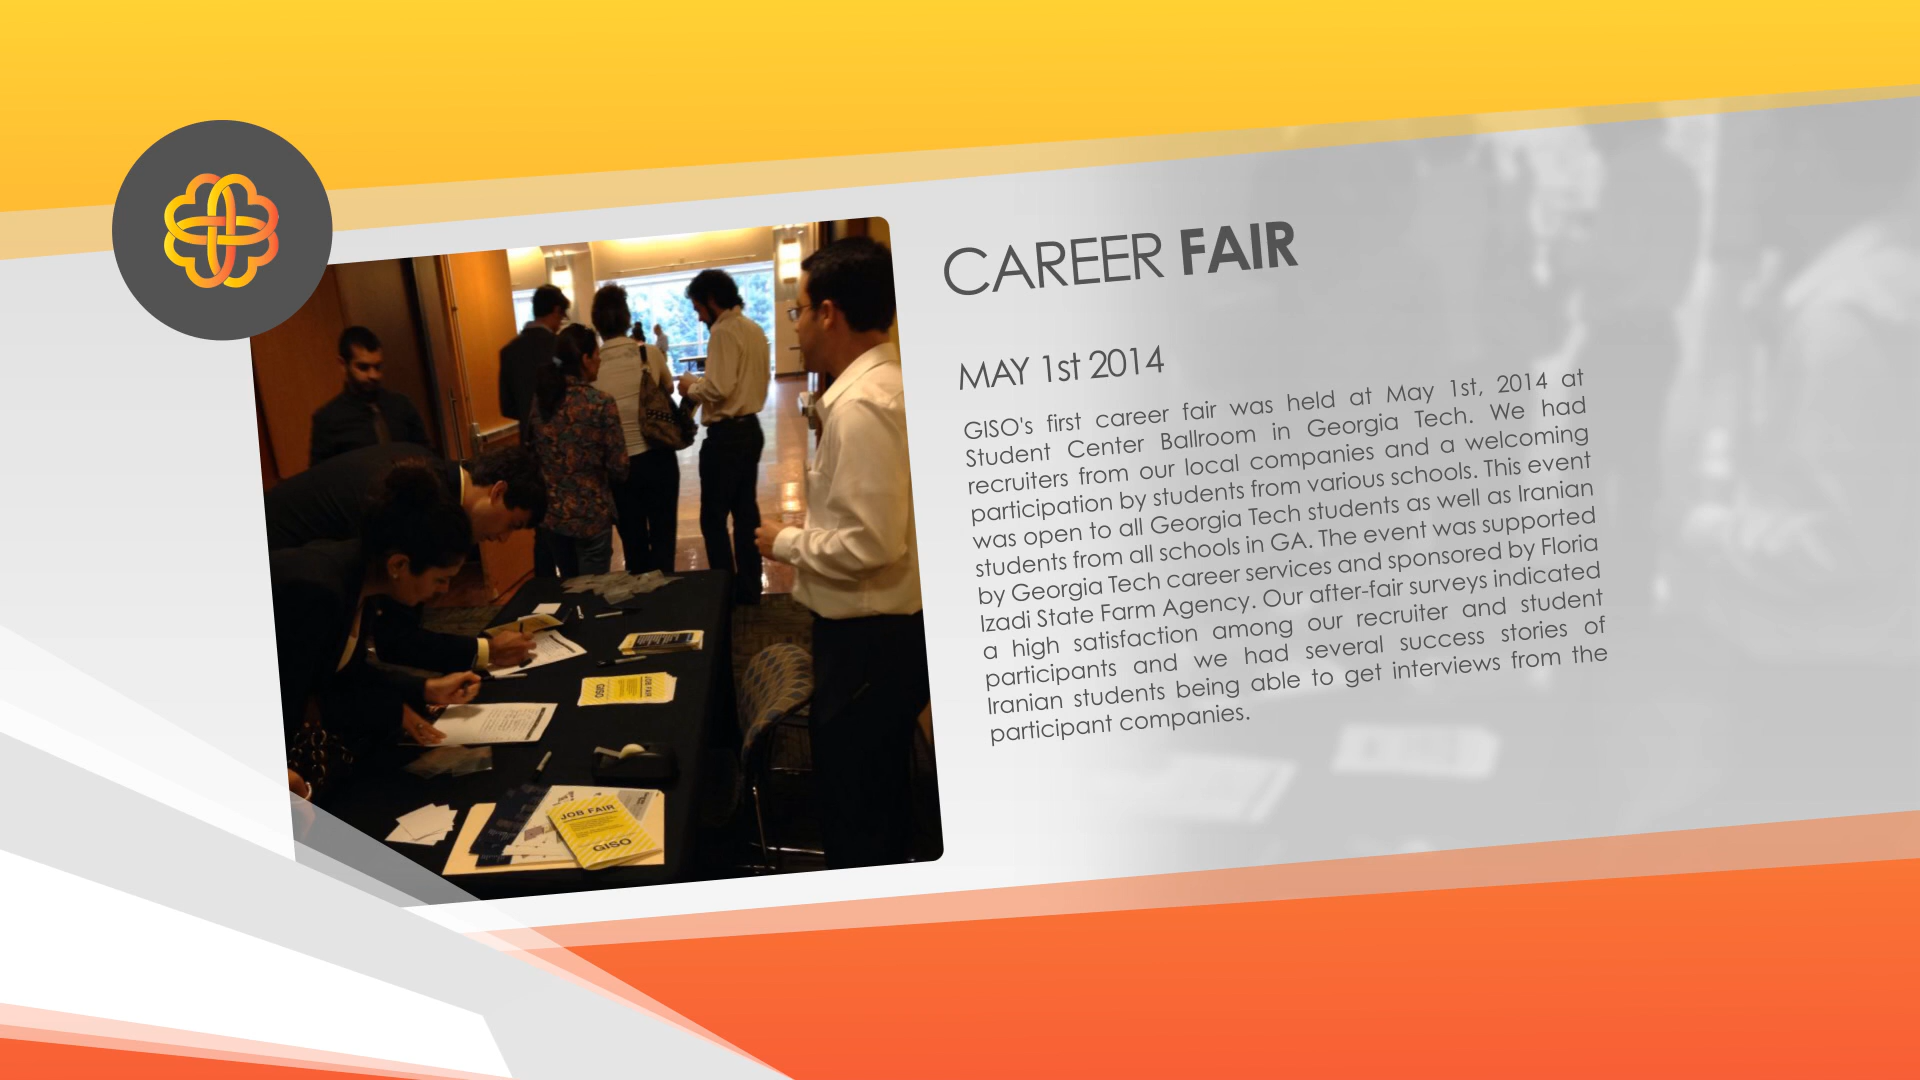 CAREER FAIR
MAY 1st 2014
GISO's first career fair was held at May 1st, 2014 at
Student Center Ballroom in Georgia Tech. We had
recruiters from our local companies and a welcoming
participation by students from various schools. This event
was open to all Georgia Tech students as well as Iranian
students from all schools in GA. The event was supported
by Georgia Tech career services and sponsored by Floria
Izadi State Farm Agency. Our after-fair surveys indicated
a high satisfaction among our recruiter and student
participants and we had several success stories of
Iranian students being able to get interviews from the
participant companies.
JOB FAIR
GISO
JOB FAIR
GISO